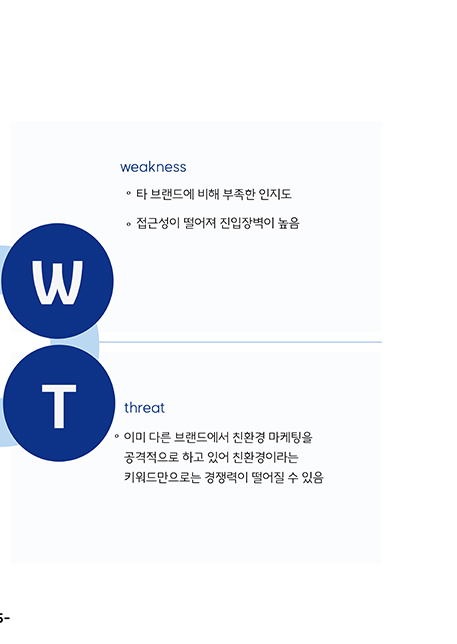 weakness
타 브랜드에 비해 부족한 인지도
접근성이 떨어져 진입장벽이 높음
W
T
threat
이미 다른 브랜드에서 친환경 마케팅을
공격적으로 하고 있어 친환경이라는
키워드만으로는 경쟁력이 떨어질 수 있음